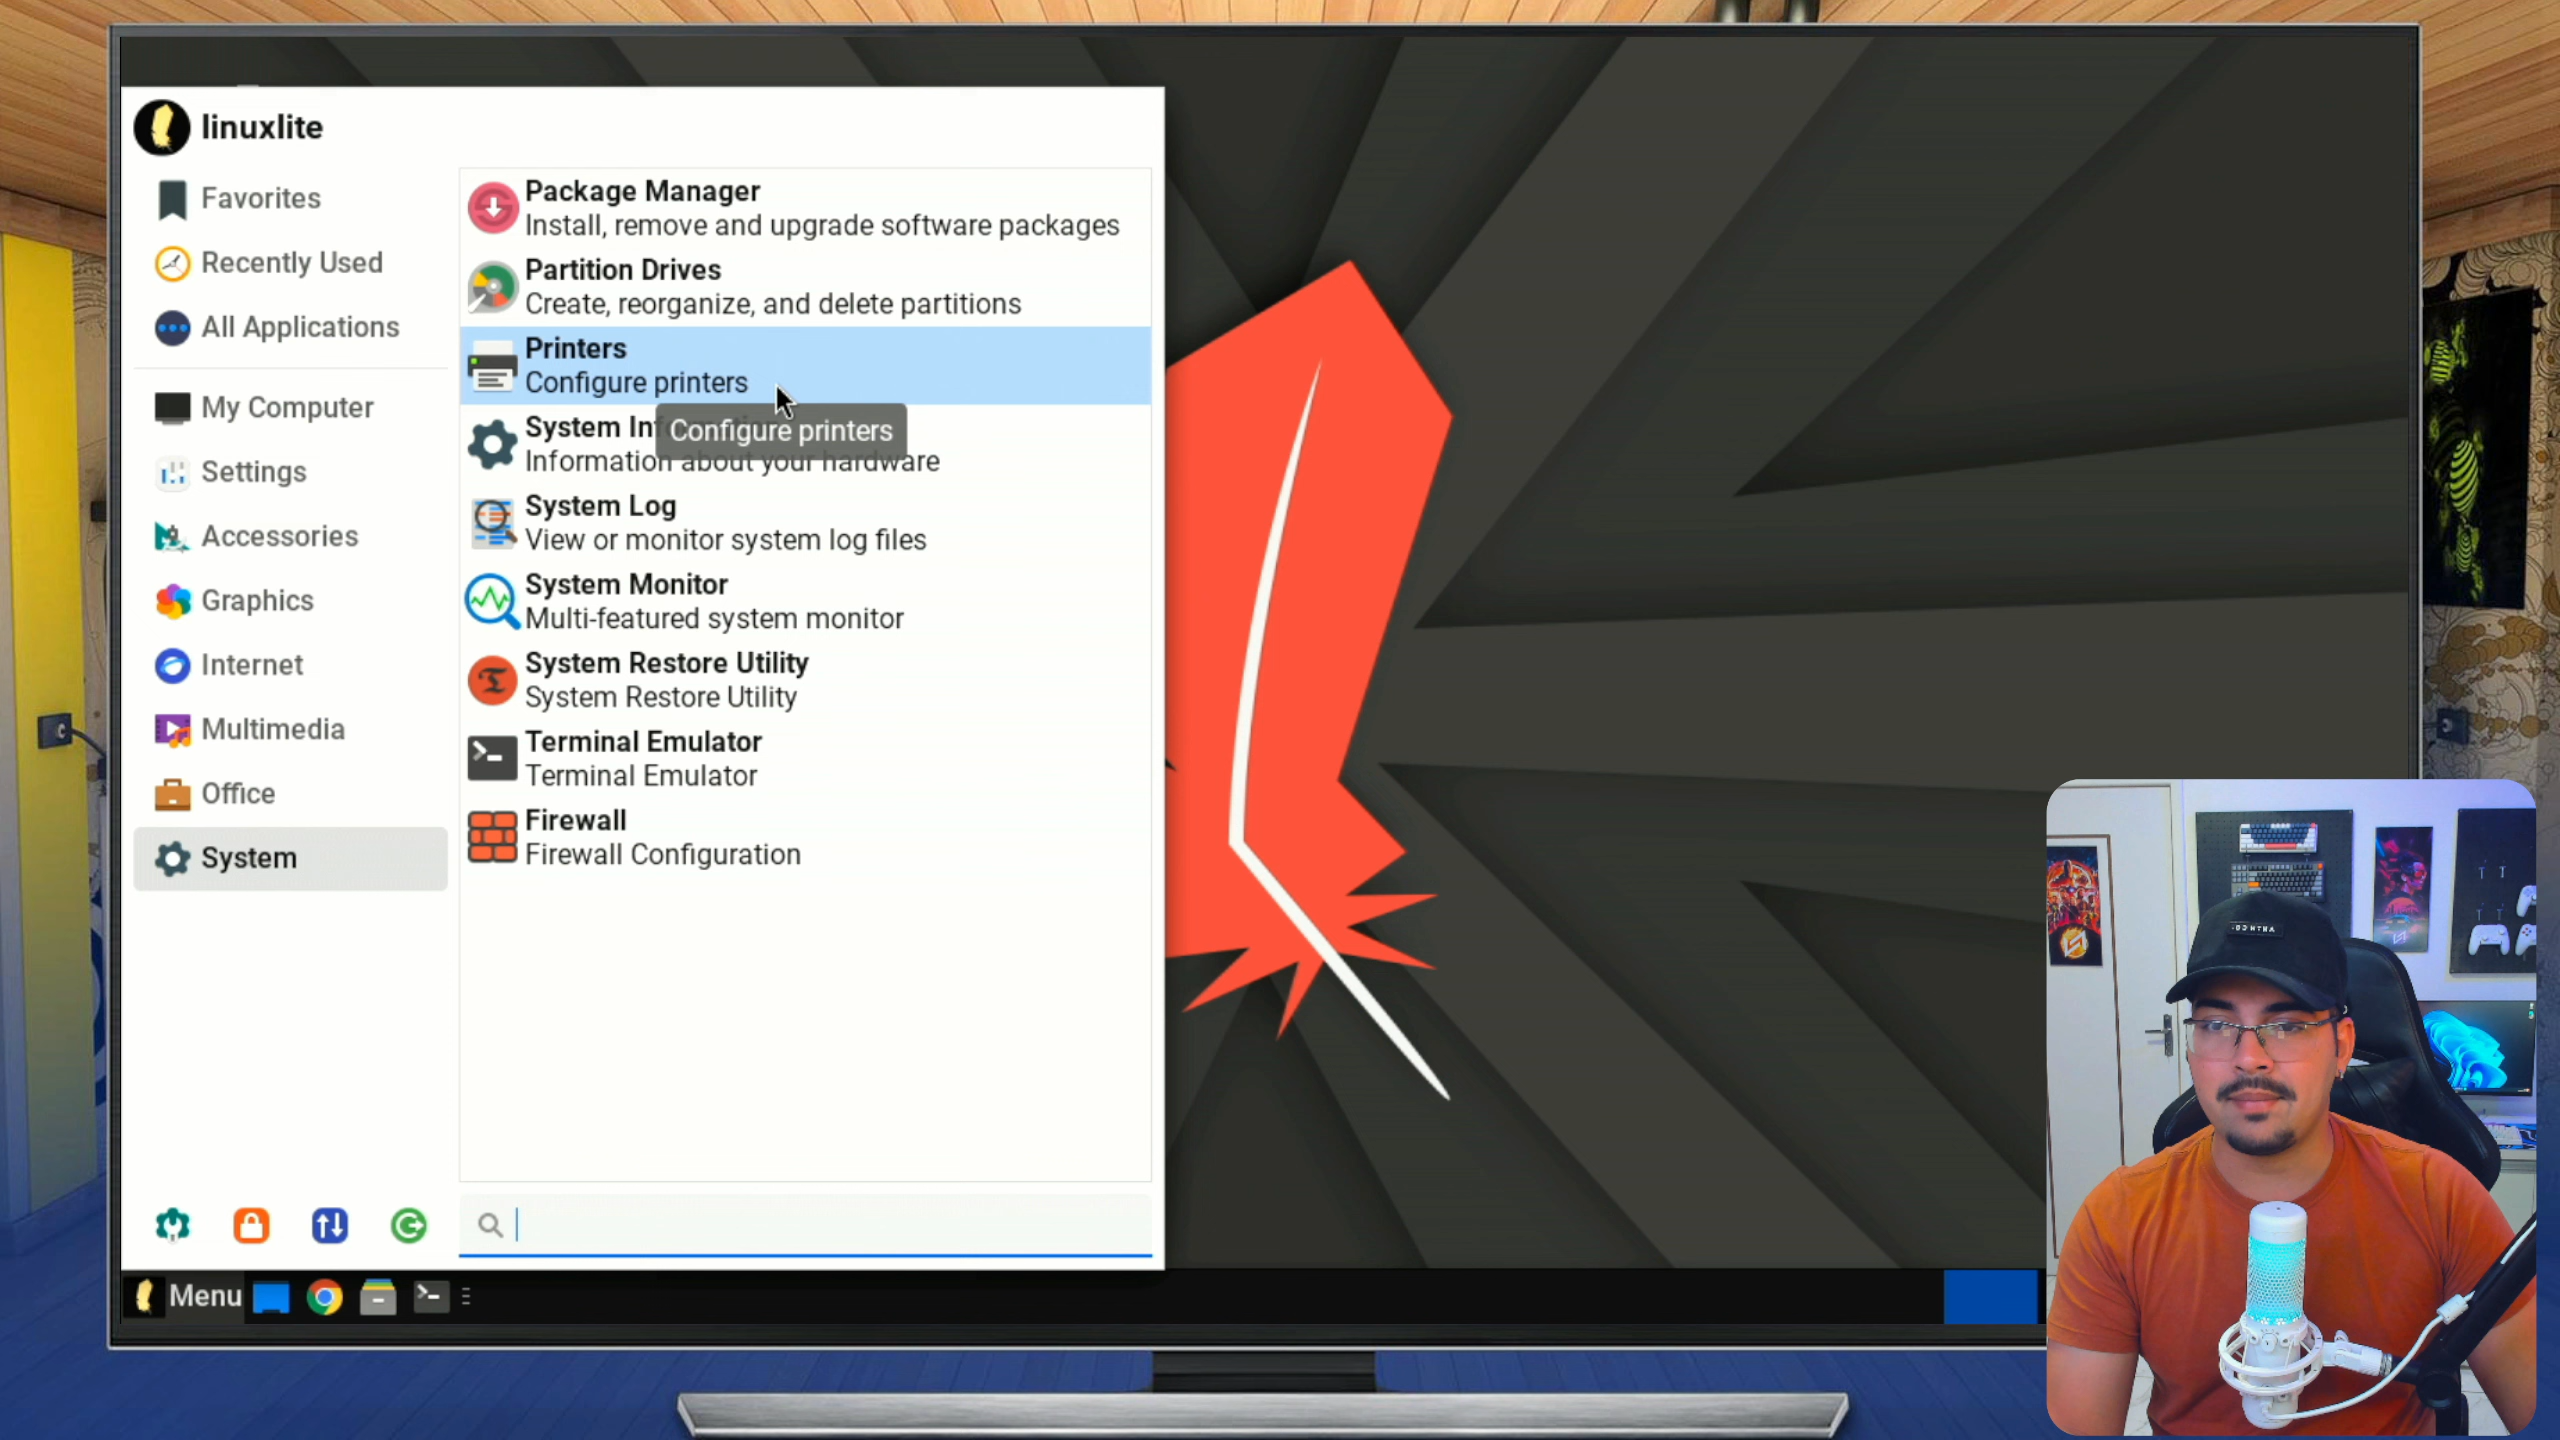 linuxlite
Favorites
Recently Used
All Applications
My Computer
Settings
Accessories
Graphics
Internet
Multimedia
Office
System
Package Manager
Install, remove and upgrade software packages
Partition Drives
Create, reorganize, and delete partitions
Printers
Configure printers
Configure printers
System In
Information about your hardware
System Log
View or monitor system log files
System Monitor
Multi-featured system monitor
System Restore Utility
System Restore Utility
Terminal Emulator
Terminal Emulator
Firewall
Firewall Configuration
Menu